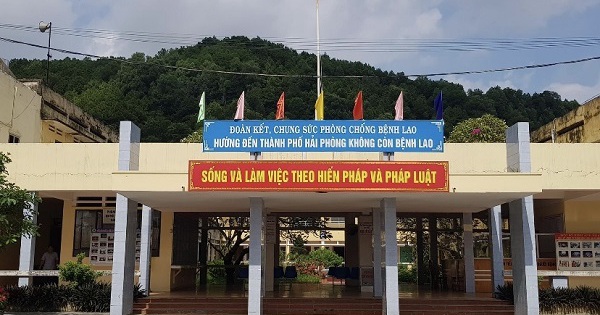 ĐOÀN KẾT, CHUNG SỨC PHÒNG CHỐNG BỆNH LAO
HƯỚNG ĐẾN THÀNH PHỐ HẢI PHÒNG KHÔNG CÒN BỆNH LAO
SỐNG VÀ LÀM VIỆC THEO HIẾN PHÁP VÀ PHÁP LUẬT